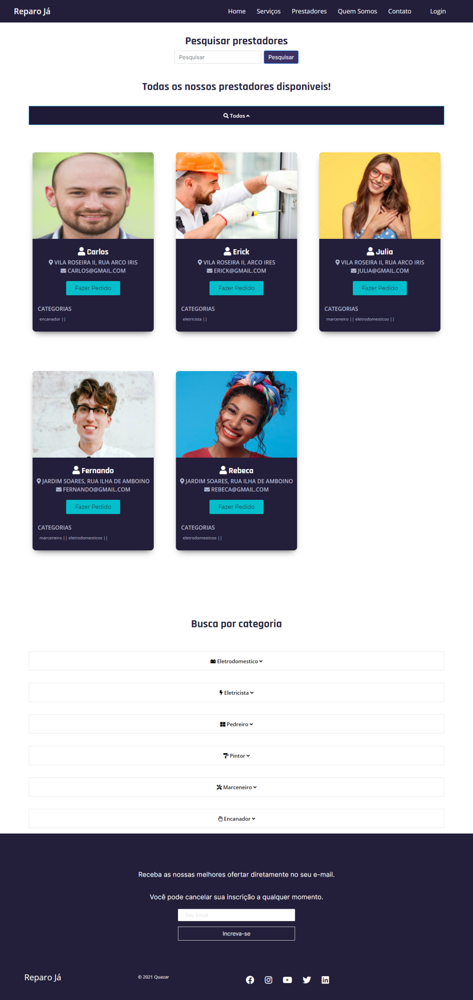 Reparo Já
Home Serviços Prestadores Quem Somos Contato Login
Pesquisar prestadores
Pesquisar Pesquisar
Todas os nossos prestadores disponiveis!
Todos
Carlos
VILA ROSEIRA II, RUA ARCO IRIS
CARLOS@GMAIL.COM
Fazer Pedido
CATEGORIAS
encanador ||
Erick
VILA ROSEIRA II, ARCO IRES
ERICK@GMAIL.COM
Fazer Pedido
CATEGORIAS
eletricista ||
Julia
VILA ROSEIRA II, RUA ARCO IRIS
JULIA@GMAIL.COM
Fazer Pedido
CATEGORIAS
marceneiro || eletrodomesticos ||
Fernando
JARDIM SOARES, RUA ILHA DE AMBOINO
FERNANDO@GMAIL.COM
Fazer Pedido
CATEGORIAS
marceneiro || eletrodomesticos ||
Rebeca
JARDIM SOARES, RUA ILHA DE AMBOINO
REBECA@GMAIL.COM
Fazer Pedido
CATEGORIAS
eletrodomesticos ||
Busca por categoria
Eletrodomestico
Eletricista
Pedreiro
Pintor
Marceneiro
Encanador
Receba as nossas melhores ofertar diretamente no seu e-mail.
Você pode cancelar sua inscrição a qualquer momento.
Seu Email
Increva-se
Reparo Já
© 2021 Quazar